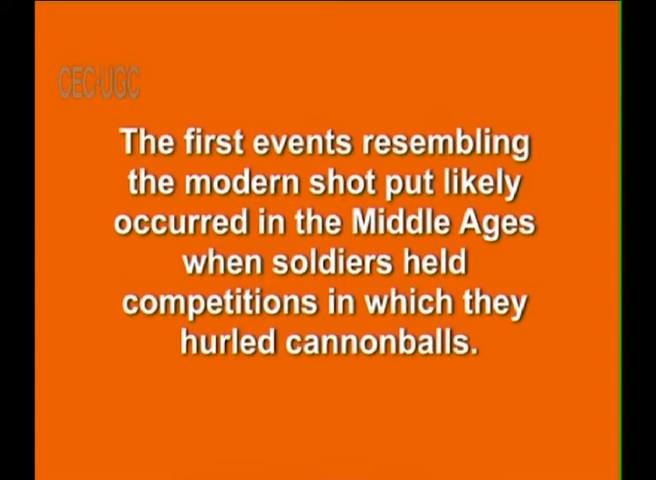 CEC-UGC
The first events resembling
the modern shot put likely
occurred in the Middle Ages
when soldiers held
competitions in which they
hurled cannonballs.